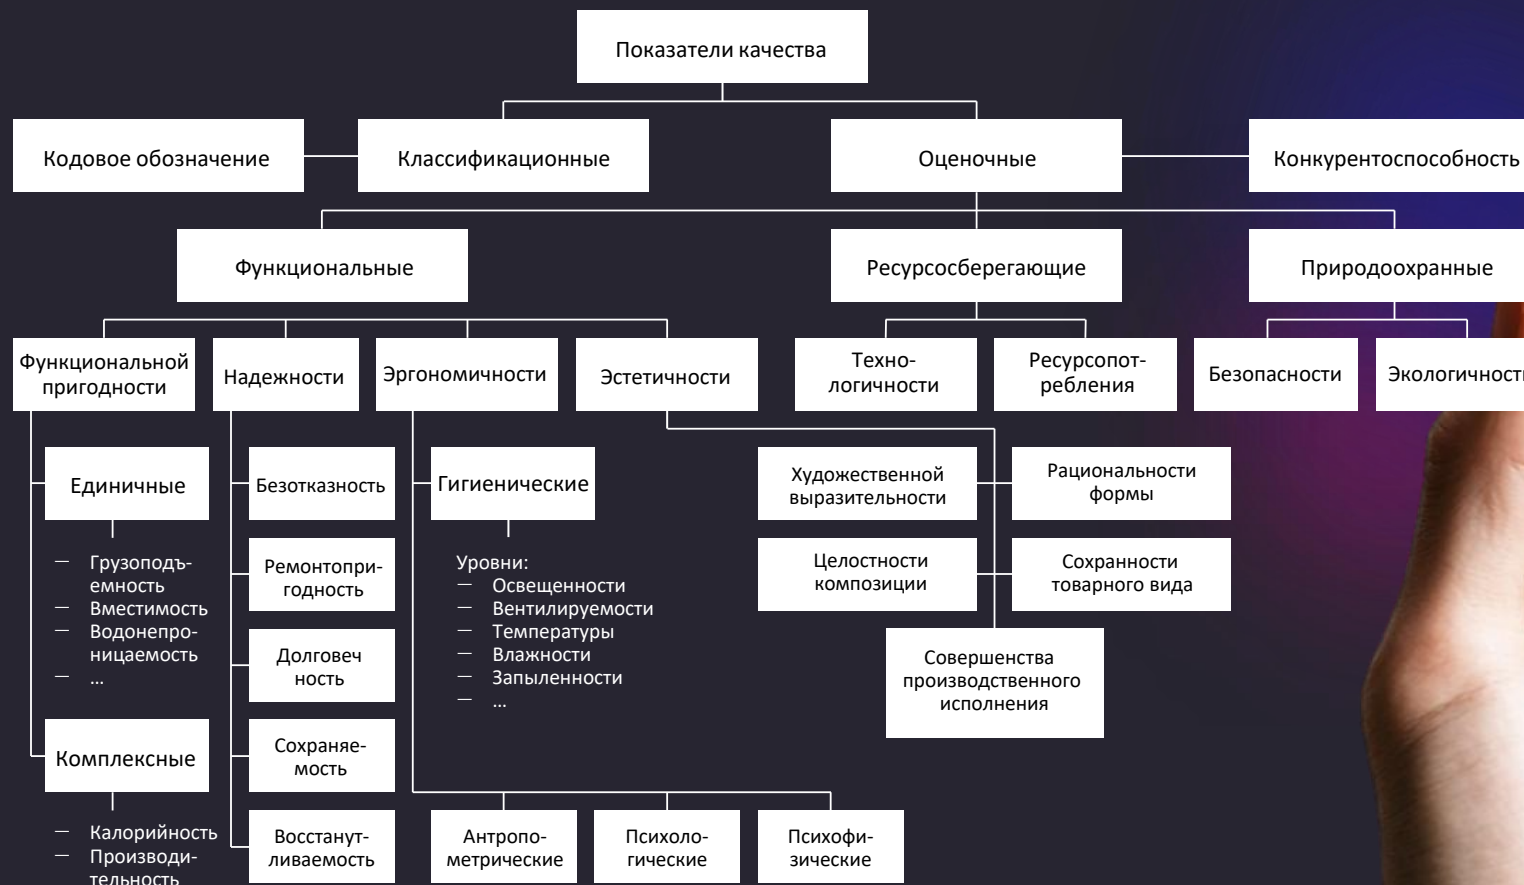 Показатели качества
Кодовое обозначение
Классификационные
Оценочные
Конкурентоспособность
Функциональные
Ресурсосберегающие
Природоохранные
Функциональной
пригодности
Надежности
Эргономичности
Эстетичности
Техно-
логичности
Ресурсопот-
ребления
Безопасности
Экологичност
Единичные
— Грузоподъ-
емность
— Вместимость
— Водонепро-
ницаемость
— ...
Комплексные
— Калорийность
— Производи-
тельность
Безотказность
Ремонтопри-
годность
Долговеч
ность
Сохраняе-
мость
Восстанут-
ливаемость
Гигиенические
Уровни:
— Освещенности
— Вентилируемости
— Температуры
— Влажности
— Запыленности
— ...
Антропо-
метрические
Психоло-
гические
Психофи-
зические
Художественной
выразительности
Рациональности
формы
Целостности
композиции
Сохранности
товарного вида
Совершенства
производственного
исполнения